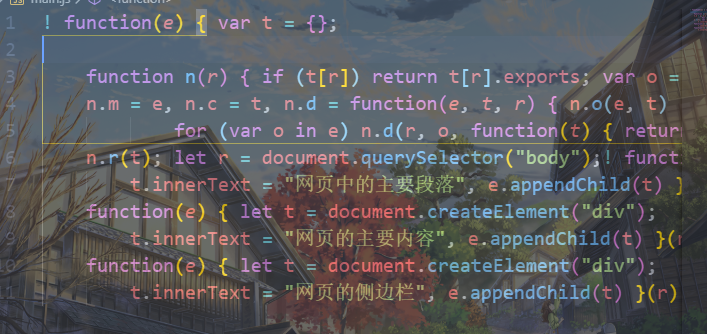 main.js > <function>
1 ! function(e) { var t = {};
2
3 function n(r) { if (t[r]) return t[r].exports; var o =
4 n.m = e, n.c = t, n.d = function(e, t, r) { n.o(e, t)
5 for (var o in e) n.d(r, o, function(t) { retur
6 n.r(t); let r = document.querySelector("body");! funct
7 t.innerText = "网页中的主要段落", e.appendChild(t) }
8 function(e) { let t = document.createElement("div");
9 t.innerText = "网页的主要内容", e.appendChild(t) }(r
10 function(e) { let t = document.createElement("div");
11 t.innerText = "网页的侧边栏", e.appendChild(t) }(r)